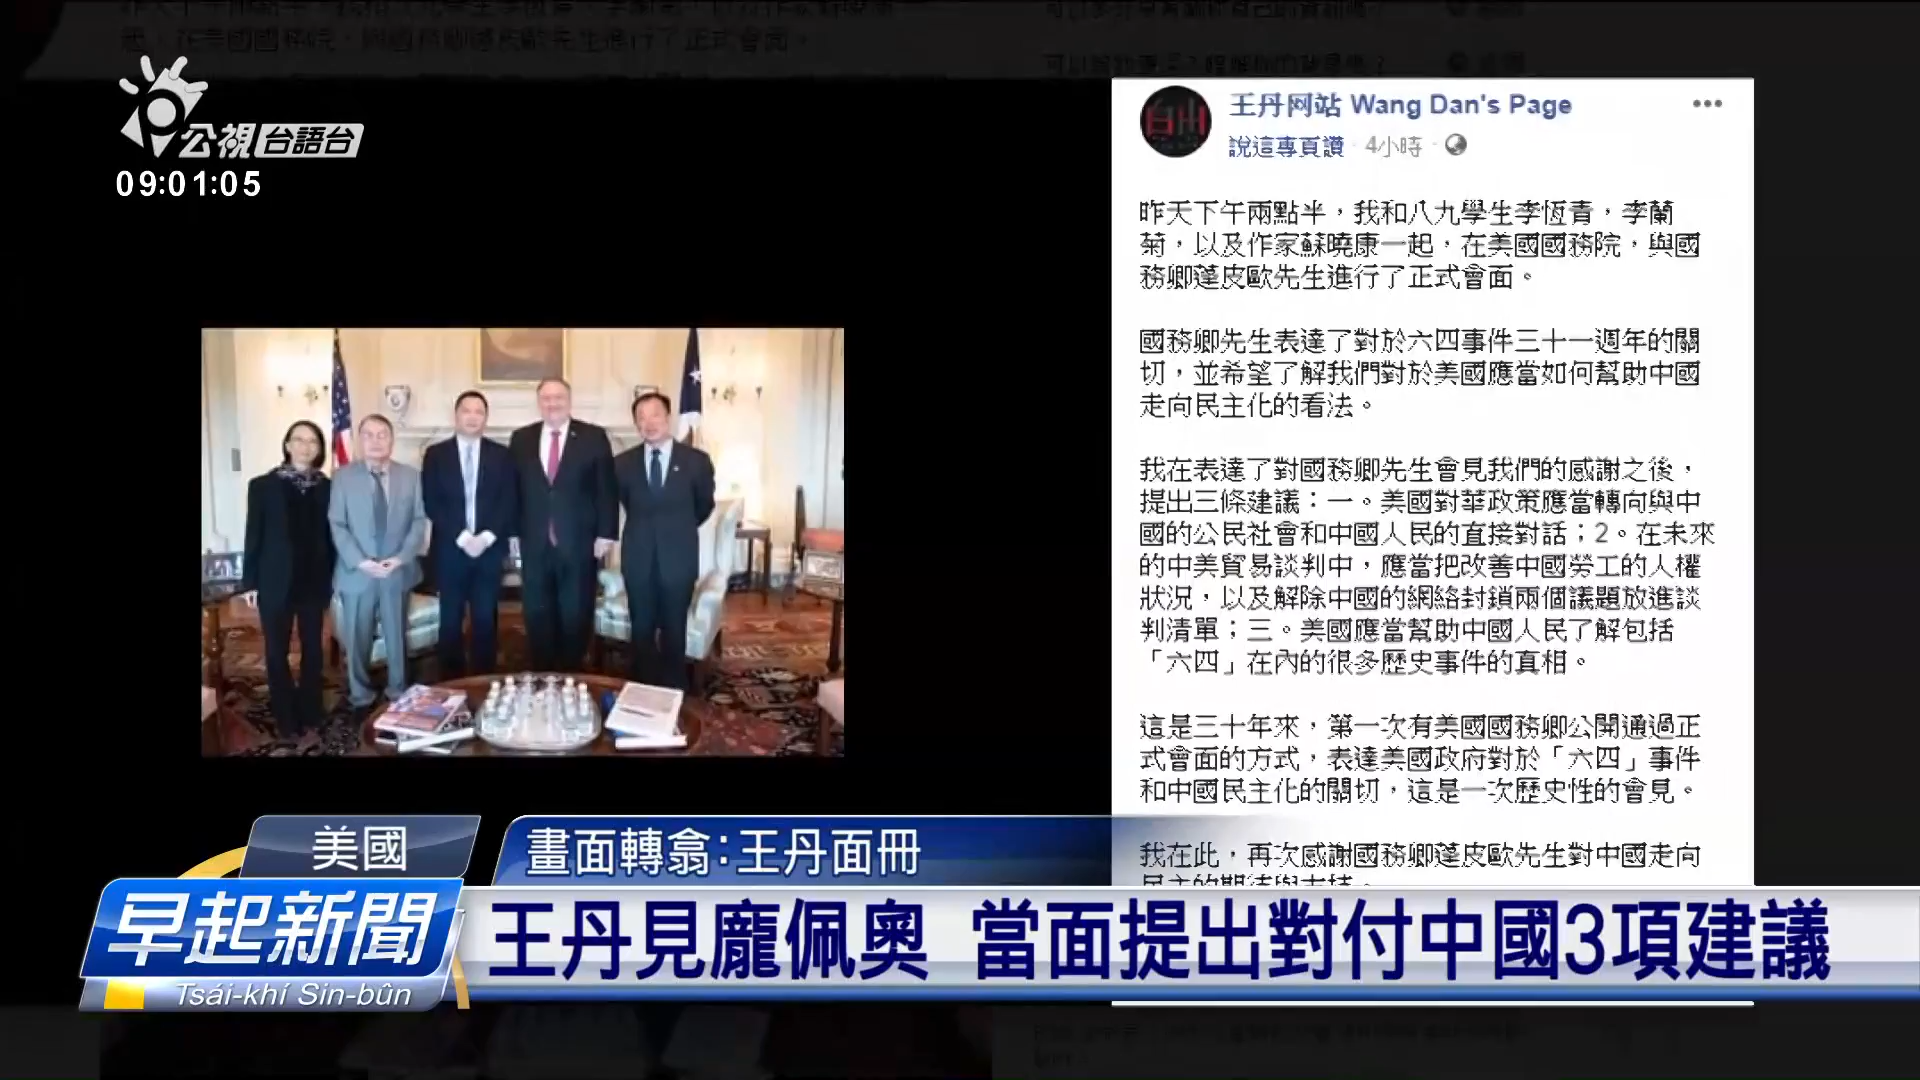 公視台語台
09:01:05
王丹网站 Wang Dan's Page
說這專頁讚 · 4小時 ·
昨天下午兩點半，我和八九學生李恆青，李蘭
菊，以及作家蘇曉康一起，在美國國務院，與國
務卿蓬皮歐先生進行了正式會面。
國務卿先生表達了對於六四事件三十一週年的關
切，並希望了解我們對於美國應當如何幫助中國
走向民主化的看法。
我在表達了對國務卿先生會見我們的感謝之後，
提出三條建議：一。美國對華政策應當轉向與中
國的公民社會和中國人民的直接對話；2。在未來
的中美貿易談判中，應當把改善中國勞工的人權
狀況，以及解除中國的網絡封鎖兩個議題放進談
判清單；三。美國應當幫助中國人民了解包括
「六四」在內的很多歷史事件的真相。
這是三十年來，第一次有美國國務卿公開通過正
式會面的方式，表達美國政府對於「六四」事件
和中國民主化的關切，這是一次歷史性的會見。
我在此，再次感謝國務卿蓬皮歐先生對中國走向
民主的期待與支持。
美國
畫面轉翕：王丹面冊
早起新聞
Tsái-khí Sin-bûn
王丹見龐佩奧 當面提出對付中國3項建議